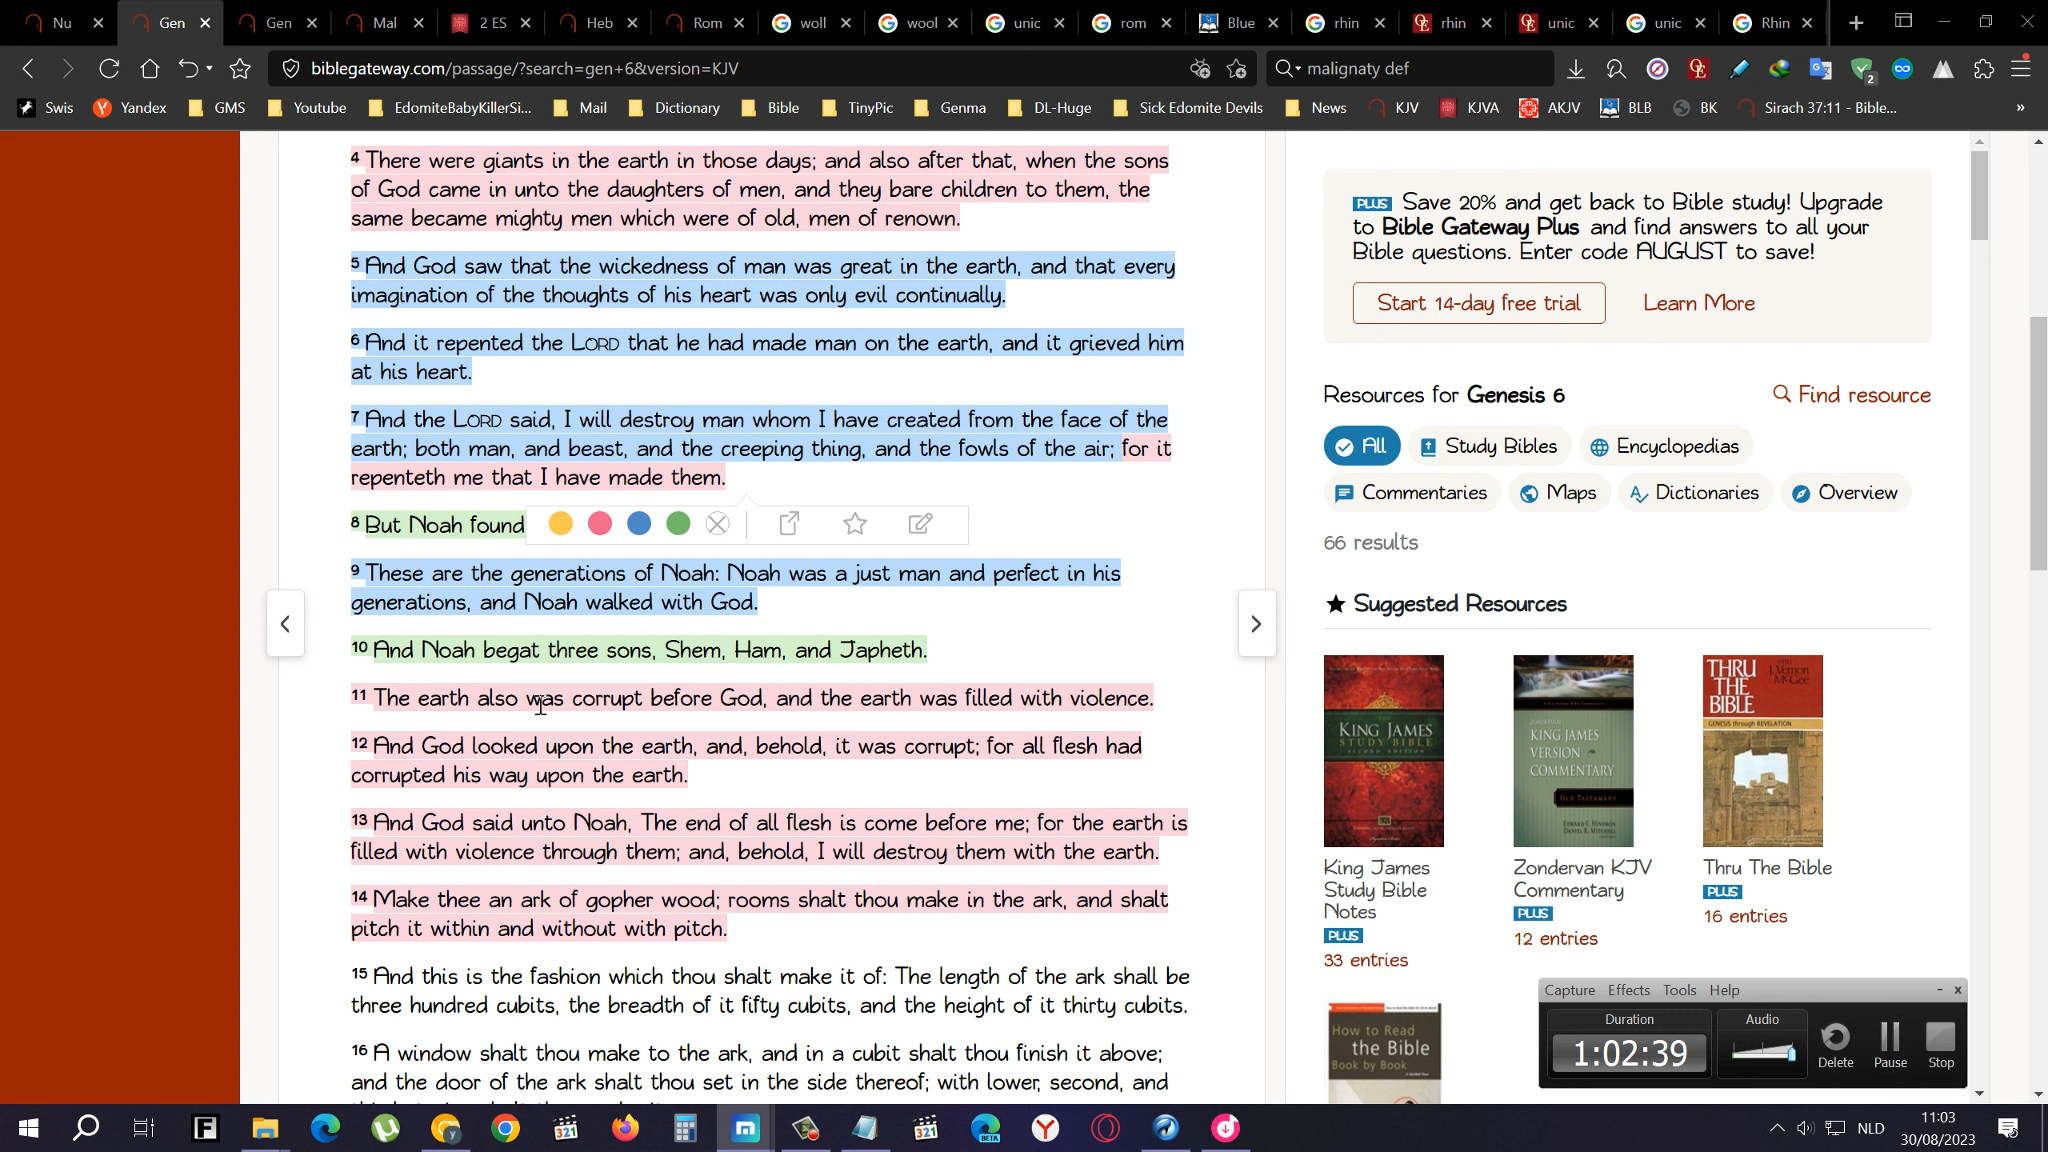 Nu
Gen
Gen
Mal
2 ES
Heb
Rom
woll
wool
unic
rom
Blue
rhin
rhin
unic
unic
Rhin
biblegateway.com/passage/?search=gen+6&version=KJV
malignaty def
Swis
Yandex
GMS
Youtube
EdomiteBabyKillerSi...
Mail
Dictionary
Bible
TinyPic
Genma
DL-Huge
Sick Edomite Devils
News
KJV
KJVA
AKJV
BLB
BK
Sirach 37:11 - Bible...
4 There were giants in the earth in those days; and also after that, when the sons
of God came in unto the daughters of men, and they bare children to them, the
same became mighty men which were of old, men of renown.
5 And God saw that the wickedness of man was great in the earth, and that every
imagination of the thoughts of his heart was only evil continually.
6 And it repented the LORD that he had made man on the earth, and it grieved him
at his heart.
7 And the LORD said, I will destroy man whom I have created from the face of the
earth; both man, and beast, and the creeping thing, and the fowls of the air; for it
repenteth me that I have made them.
8 But Noah found
9 These are the generations of Noah: Noah was a just man and perfect in his
generations, and Noah walked with God.
10 And Noah begat three sons, Shem, Ham, and Japheth.
11 The earth also was corrupt before God, and the earth was filled with violence.
12 And God looked upon the earth, and, behold, it was corrupt; for all flesh had
corrupted his way upon the earth.
13 And God said unto Noah, The end of all flesh is come before me; for the earth is
filled with violence through them; and, behold, I will destroy them with the earth.
14 Make thee an ark of gopher wood; rooms shalt thou make in the ark, and shalt
pitch it within and without with pitch.
15 And this is the fashion which thou shalt make it of: The length of the ark shall be
three hundred cubits, the breadth of it fifty cubits, and the height of it thirty cubits.
16 A window shalt thou make to the ark, and in a cubit shalt thou finish it above;
and the door of the ark shalt thou set in the side thereof; with lower, second, and
PLUS Save 20% and get back to Bible study! Upgrade
to Bible Gateway Plus and find answers to all your
Bible questions. Enter code AUGUST to save!
Start 14-day free trial
Learn More
Resources for Genesis 6
Find resource
All
Study Bibles
Encyclopedias
Commentaries
Maps
Dictionaries
Overview
66 results
Suggested Resources
KING JAMES
STUDY BIBLE
KING JAMES
VERSION
COMMENTARY
THRU
THE
BIBLE
King James
Study Bible
Notes
PLUS
33 entries
Zondervan KJV
Commentary
PLUS
12 entries
Thru The Bible
PLUS
16 entries
How to Read
the Bible
Book by Book
Capture Effects Tools Help
Duration
1:02:39
Audio
Delete
Pause
Stop
NLD
11:03
30/08/2023